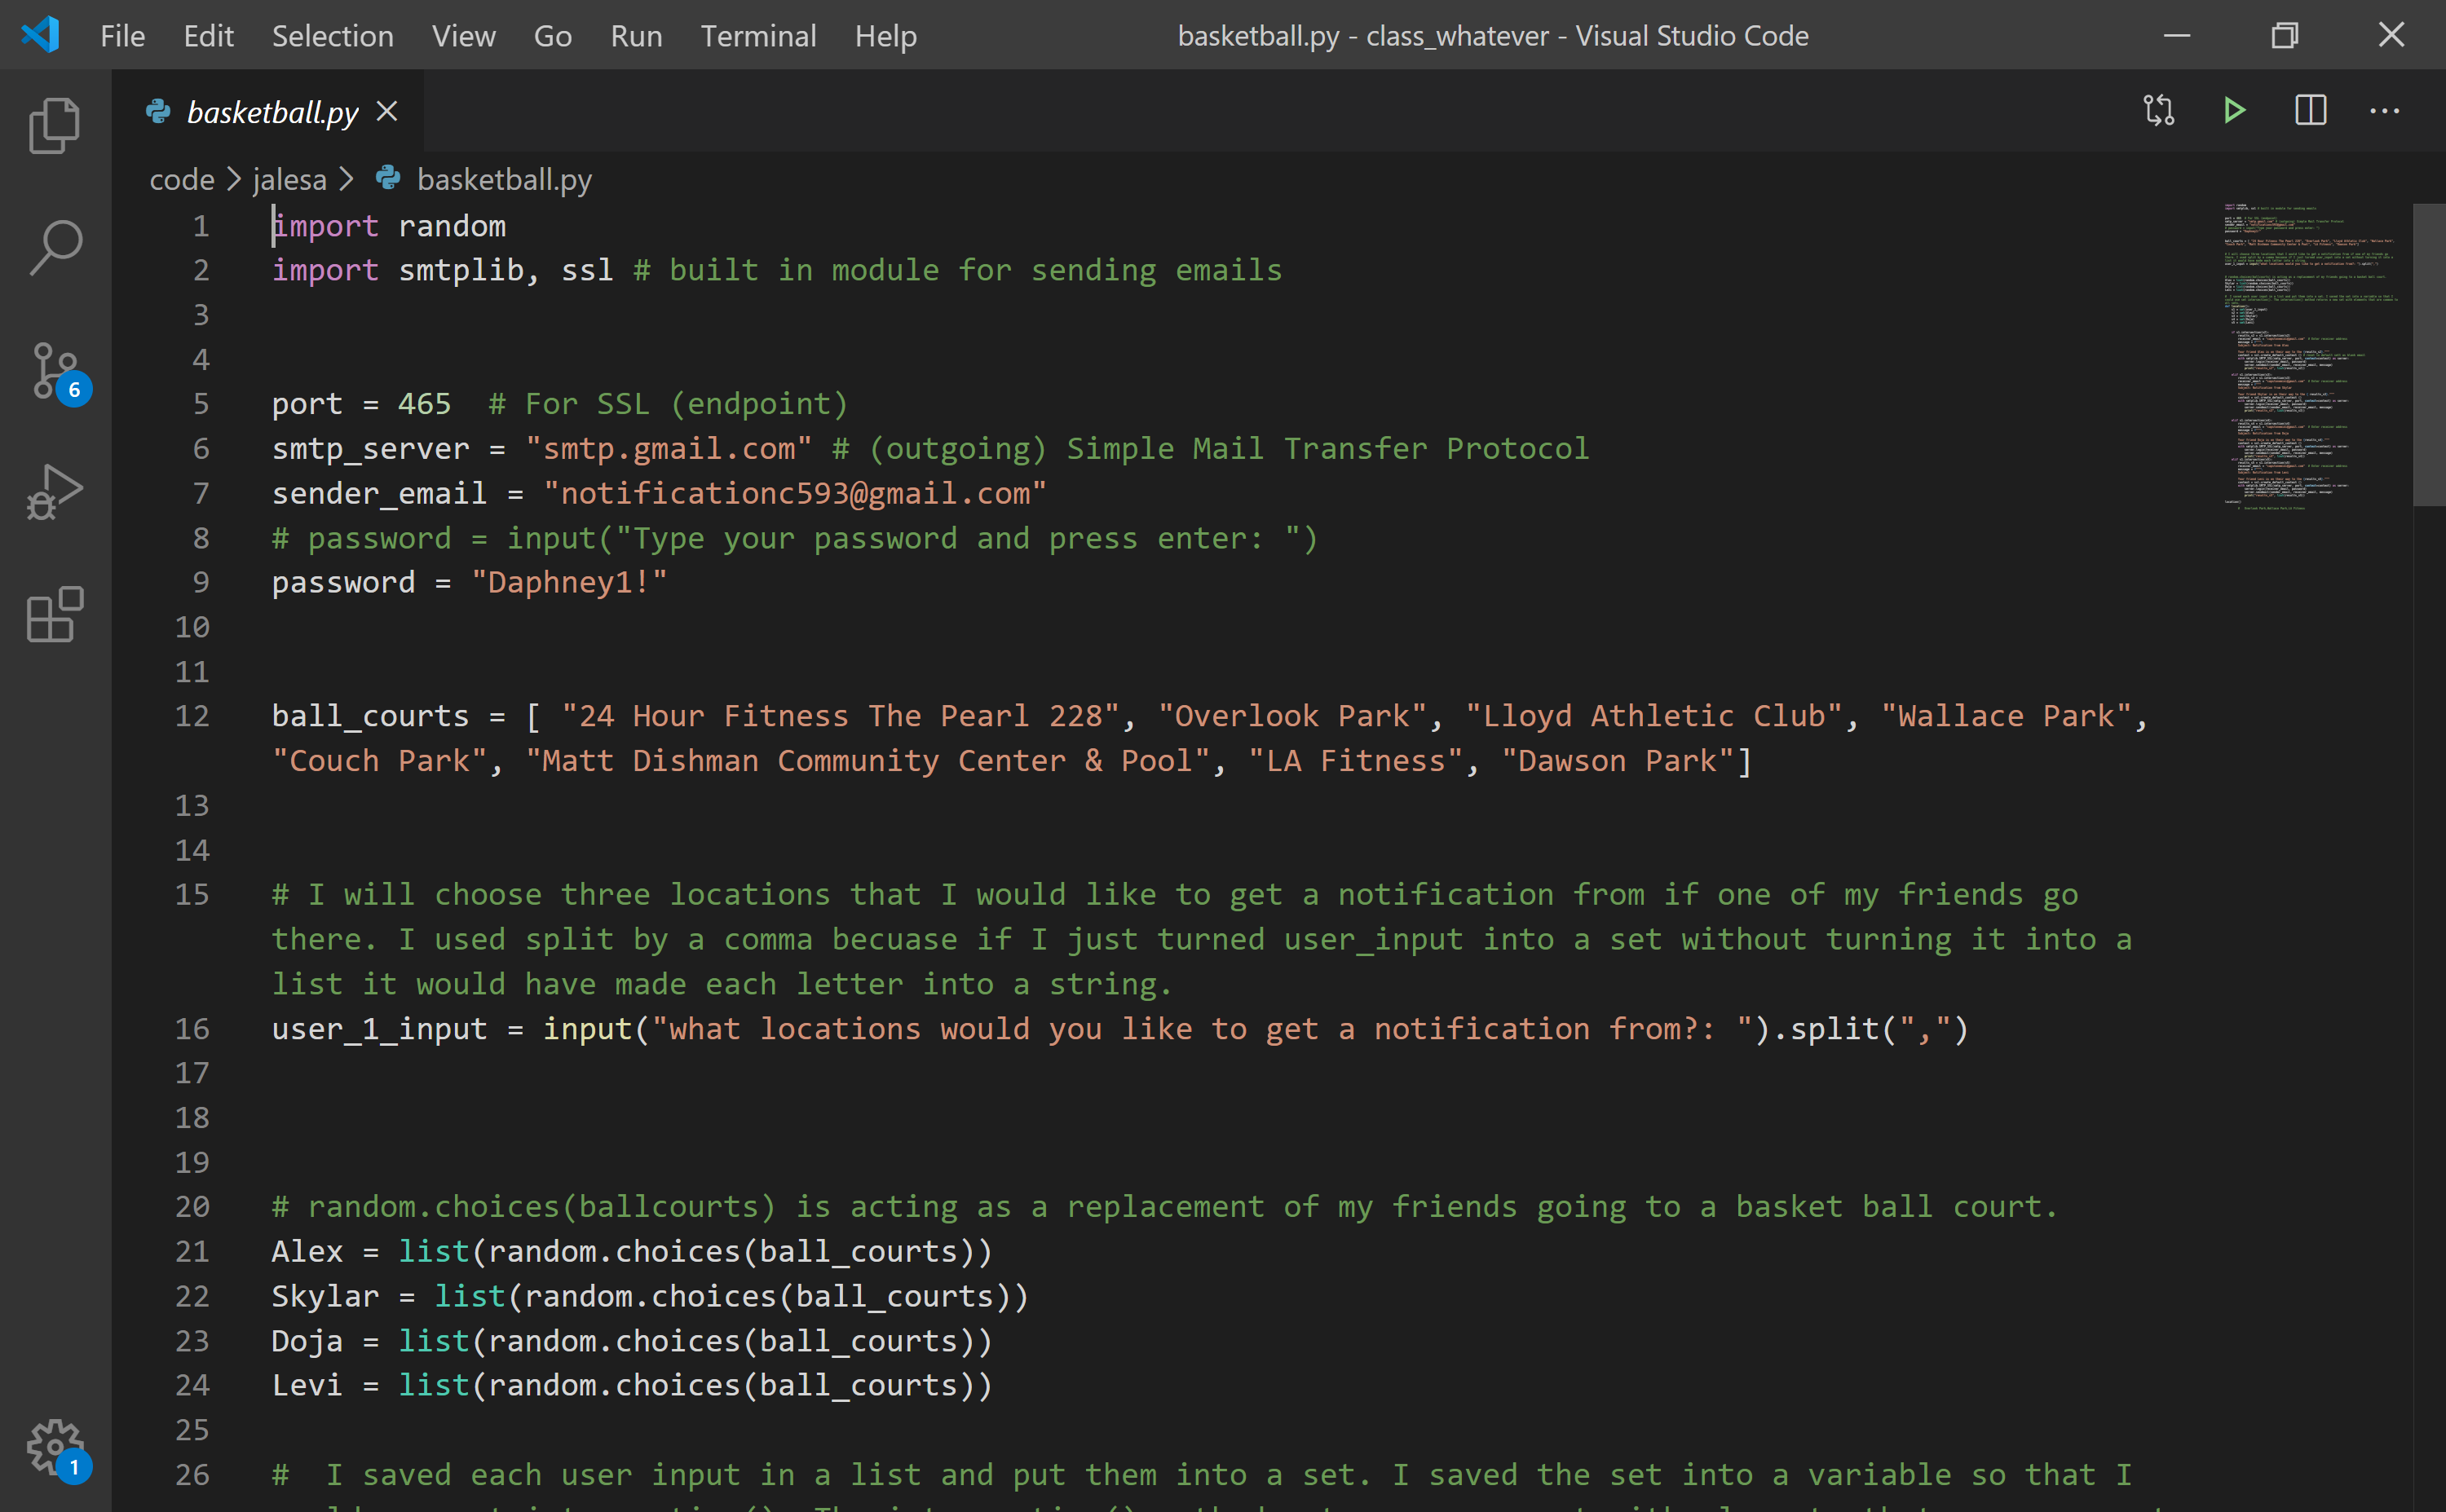 File Edit Selection View Go Run Terminal Help basketball.py - class_whatever - Visual Studio Code
basketball.py
code > jalesa > basketball.py
1 import random
2 import smtplib, ssl # built in module for sending emails
3
4
5 port = 465  # For SSL (endpoint)
6 smtp_server = "smtp.gmail.com" # (outgoing) Simple Mail Transfer Protocol
7 sender_email = "notificationc593@gmail.com"
8 # password = input("Type your password and press enter: ")
9 password = "Daphney1!"
10
11
12 ball_courts = [ "24 Hour Fitness The Pearl 228", "Overlook Park", "Lloyd Athletic Club", "Wallace Park",
"Couch Park", "Matt Dishman Community Center & Pool", "LA Fitness", "Dawson Park"]
13
14
15 # I will choose three locations that I would like to get a notification from if one of my friends go
there. I used split by a comma becuase if I just turned user_input into a set without turning it into a
list it would have made each letter into a string.
16 user_1_input = input("what locations would you like to get a notification from?: ").split(",")
17
18
19
20 # random.choices(ballcourts) is acting as a replacement of my friends going to a basket ball court.
21 Alex = list(random.choices(ball_courts))
22 Skylar = list(random.choices(ball_courts))
23 Doja = list(random.choices(ball_courts))
24 Levi = list(random.choices(ball_courts))
25
26 #  I saved each user input in a list and put them into a set. I saved the set into a variable so that I
6
1